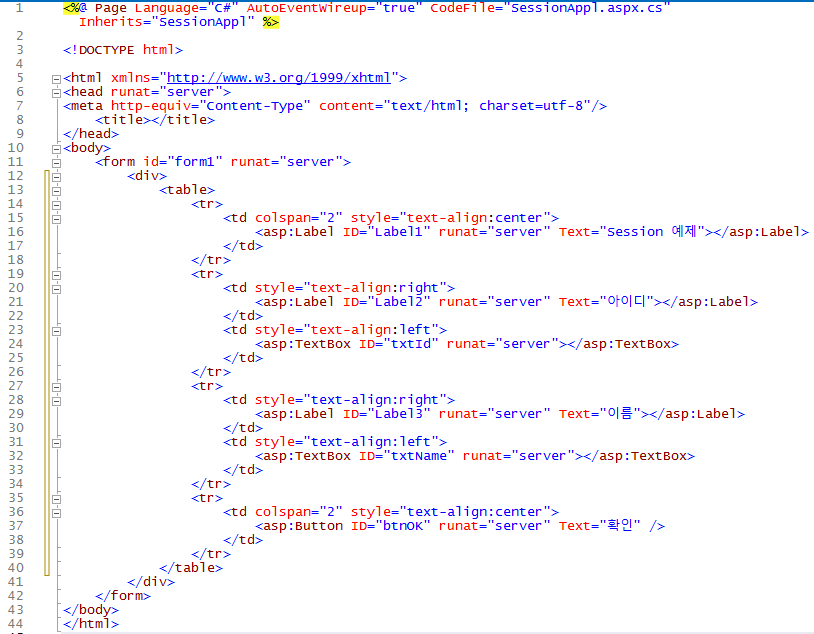 1 <%@ Page Language="C#" AutoEventWireup="true" CodeFile="SessionAppl.aspx.cs"
Inherits="SessionAppl" %>
2
3 <!DOCTYPE html>
4
5 <html xmlns="http://www.w3.org/1999/xhtml">
6 <head runat="server">
7 <meta http-equiv="Content-Type" content="text/html; charset=utf-8"/>
8 <title></title>
9 </head>
10 <body>
11 <form id="form1" runat="server">
12 <div>
13 <table>
14 <tr>
15 <td colspan="2" style="text-align:center">
16 <asp:Label ID="Label1" runat="server" Text="Session 예제"></asp:Label>
17 </td>
18 </tr>
19 <tr>
20 <td style="text-align:right">
21 <asp:Label ID="Label2" runat="server" Text="아이디"></asp:Label>
22 </td>
23 <td style="text-align:left">
24 <asp:TextBox ID="txtId" runat="server"></asp:TextBox>
25 </td>
26 </tr>
27 <tr>
28 <td style="text-align:right">
29 <asp:Label ID="Label3" runat="server" Text="이름"></asp:Label>
30 </td>
31 <td style="text-align:left">
32 <asp:TextBox ID="txtName" runat="server"></asp:TextBox>
33 </td>
34 </tr>
35 <tr>
36 <td colspan="2" style="text-align:center">
37 <asp:Button ID="btnOK" runat="server" Text="확인" />
38 </td>
39 </tr>
40 </table>
41 </div>
42 </form>
43 </body>
44 </html>